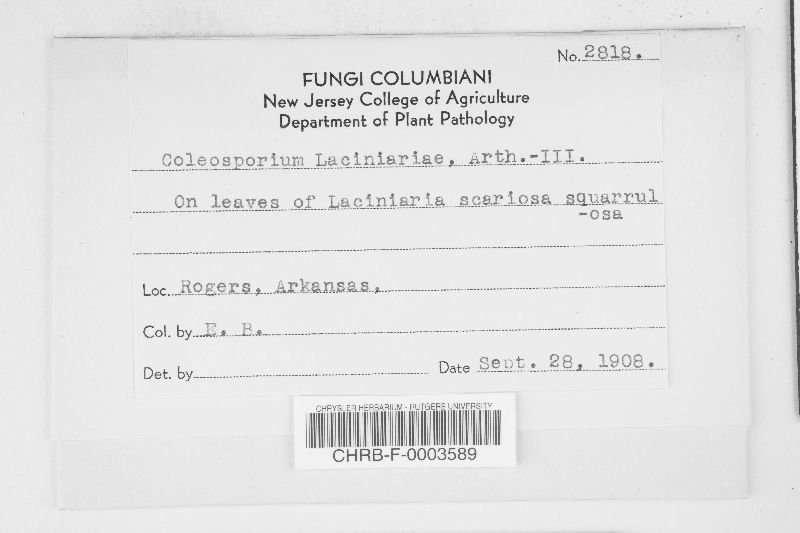 No. 2818.
FUNGI COLUMBIANI
New Jersey College of Agriculture
Department of Plant Pathology
Coleosporium Laciniariae, Arth.-III.
On leaves of Laciniaria scariosa squarrul
-osa
Loc. Rogers, Arkansas,
Col. by E. B.
Det. by
Date Sept. 28, 1908.
CHRYSLER HERBARIUM - RUTGERS UNIVERSITY
CHRB-F-0003589